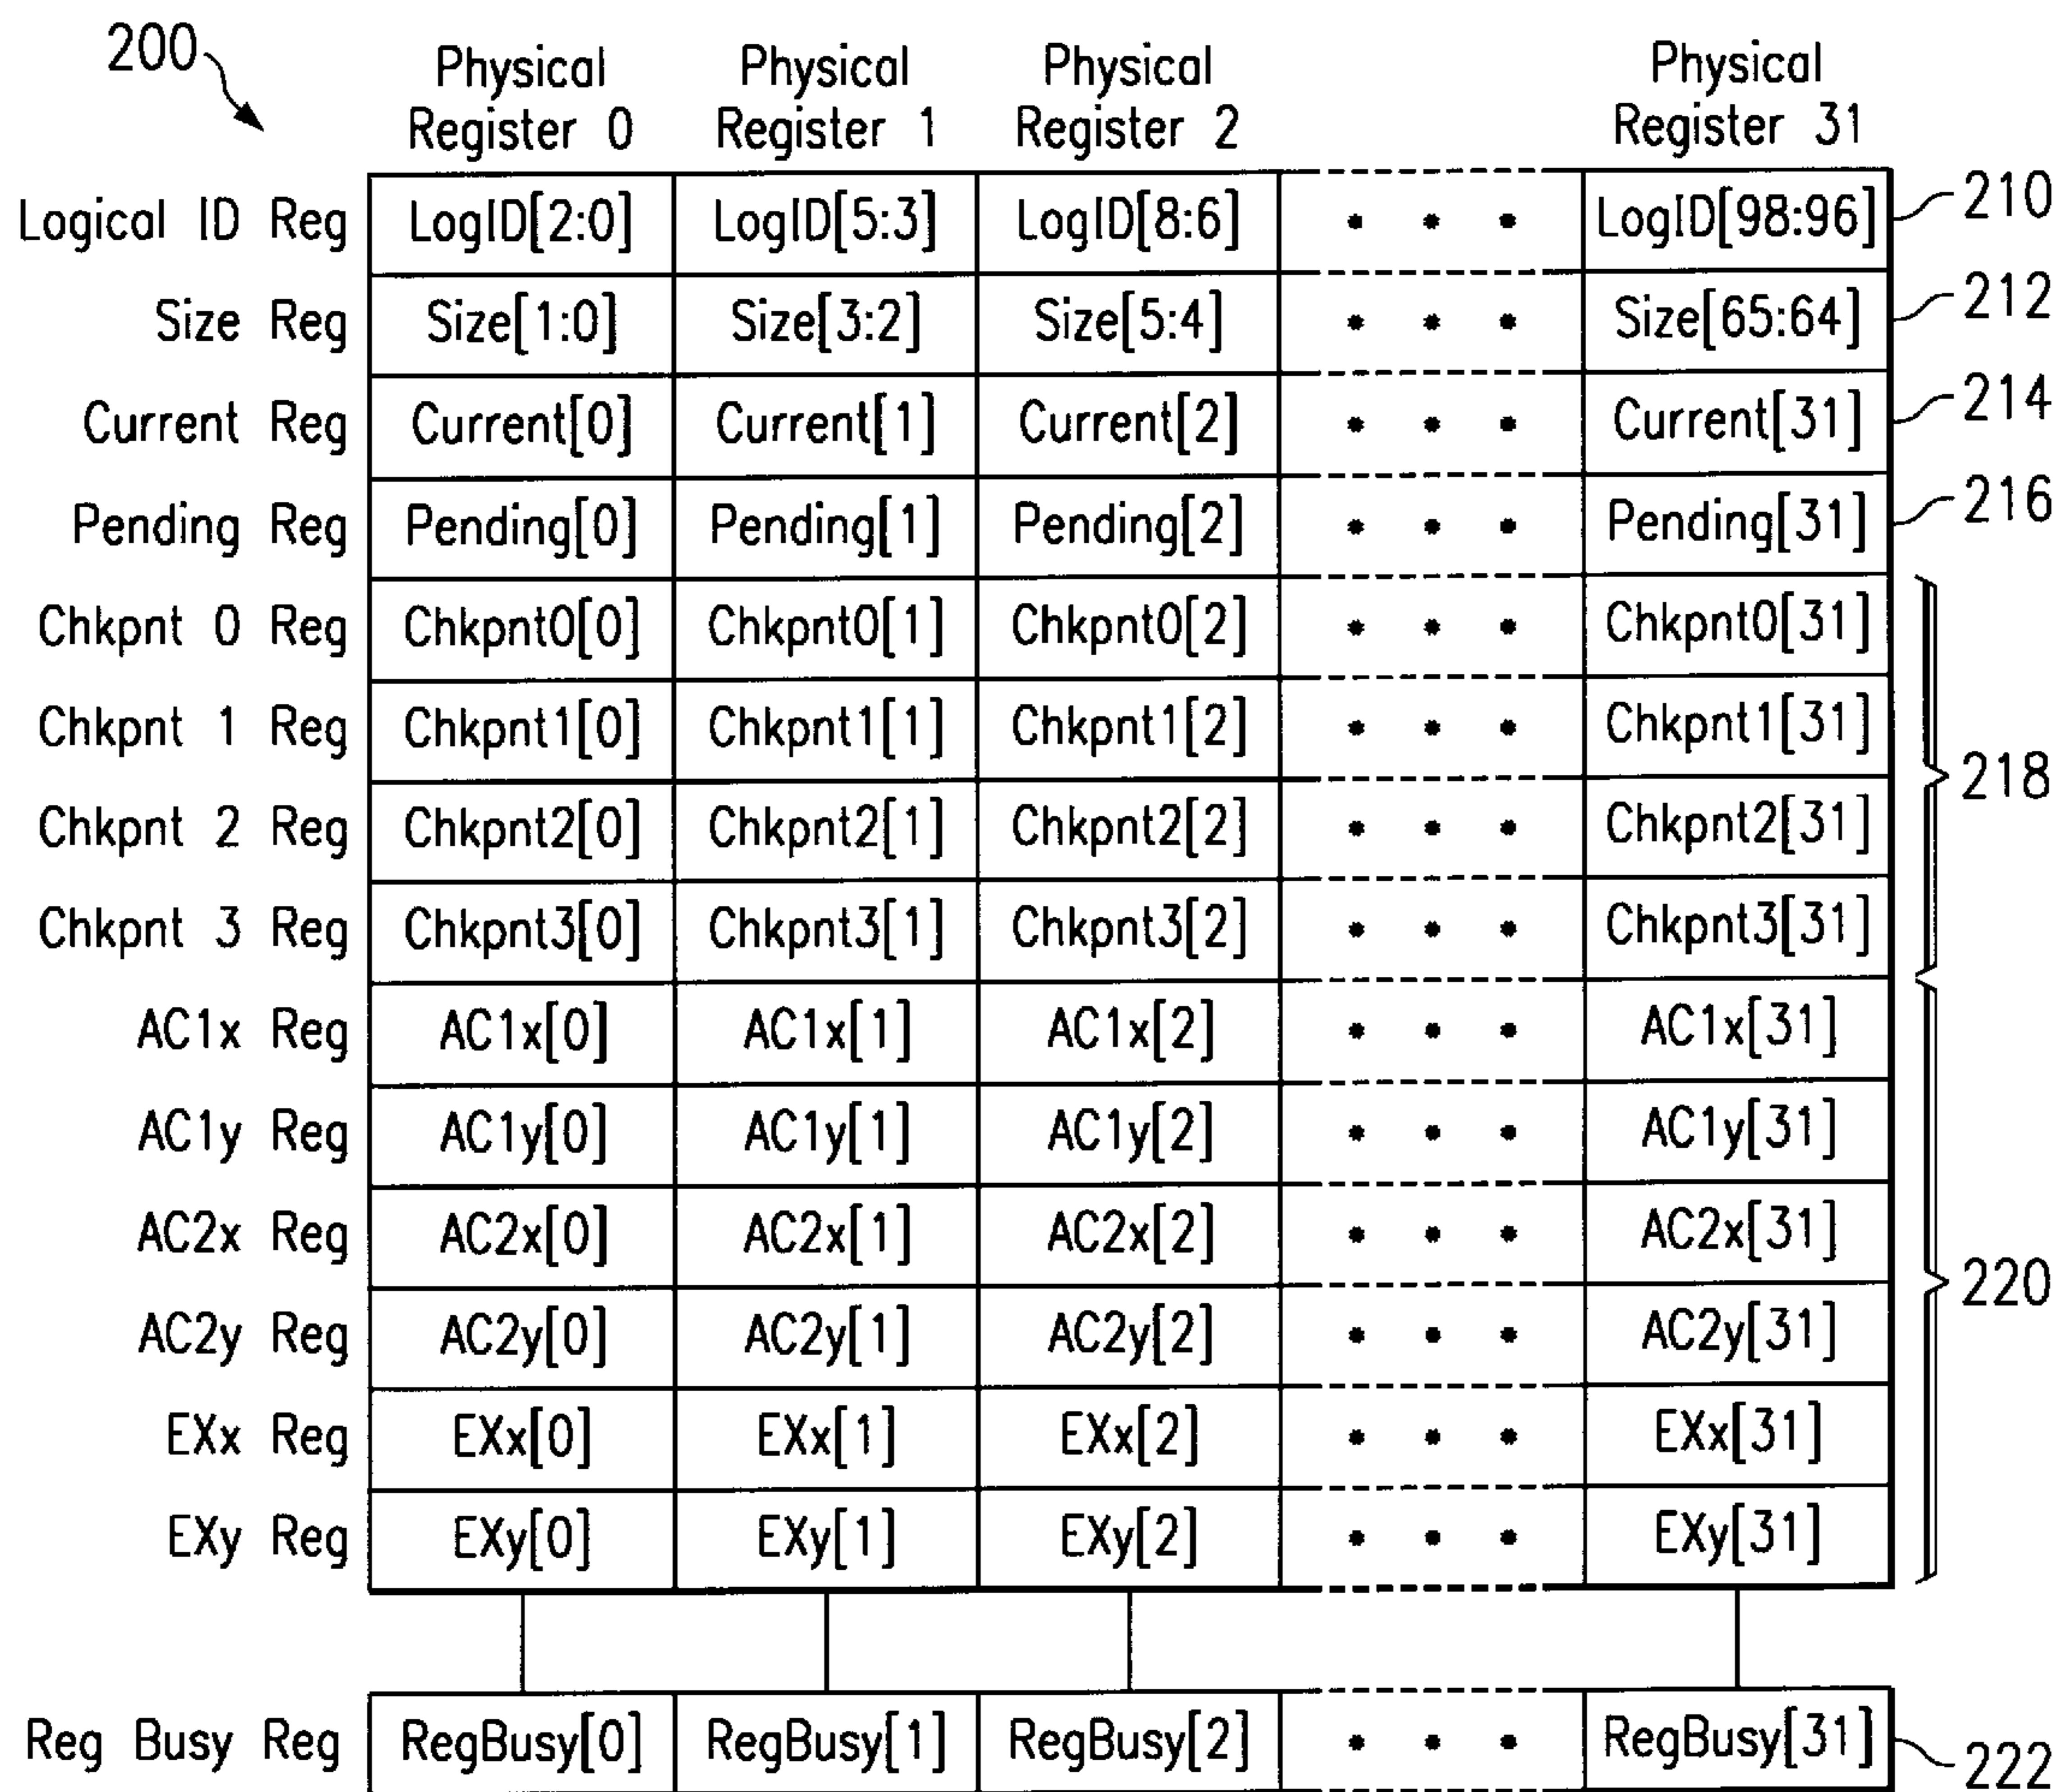 200
Physical Register 0
Physical Register 1
Physical Register 2
Physical Register 31
Logical ID Reg LogID[2:0] LogID[5:3] LogID[8:6] • • • LogID[98:96] 210
Size Reg Size[1:0] Size[3:2] Size[5:4] • • • Size[65:64] 212
Current Reg Current[0] Current[1] Current[2] • • • Current[31] 214
Pending Reg Pending[0] Pending[1] Pending[2] • • • Pending[31] 216
Chkpnt 0 Reg Chkpnt0[0] Chkpnt0[1] Chkpnt0[2] • • • Chkpnt0[31]
Chkpnt 1 Reg Chkpnt1[0] Chkpnt1[1] Chkpnt1[2] • • • Chkpnt1[31]
218
Chkpnt 2 Reg Chkpnt2[0] Chkpnt2[1] Chkpnt2[2] • • • Chkpnt2[31]
Chkpnt 3 Reg Chkpnt3[0] Chkpnt3[1] Chkpnt3[2] • • • Chkpnt3[31]
AC1x Reg AC1x[0] AC1x[1] AC1x[2] • • • AC1x[31]
AC1y Reg AC1y[0] AC1y[1] AC1y[2] • • • AC1y[31]
AC2x Reg AC2x[0] AC2x[1] AC2x[2] • • • AC2x[31]
220
AC2y Reg AC2y[0] AC2y[1] AC2y[2] • • • AC2y[31]
EXx Reg EXx[0] EXx[1] EXx[2] • • • EXx[31]
EXy Reg EXy[0] EXy[1] EXy[2] • • • EXy[31]
Reg Busy Reg RegBusy[0] RegBusy[1] RegBusy[2] • • • RegBusy[31] 222